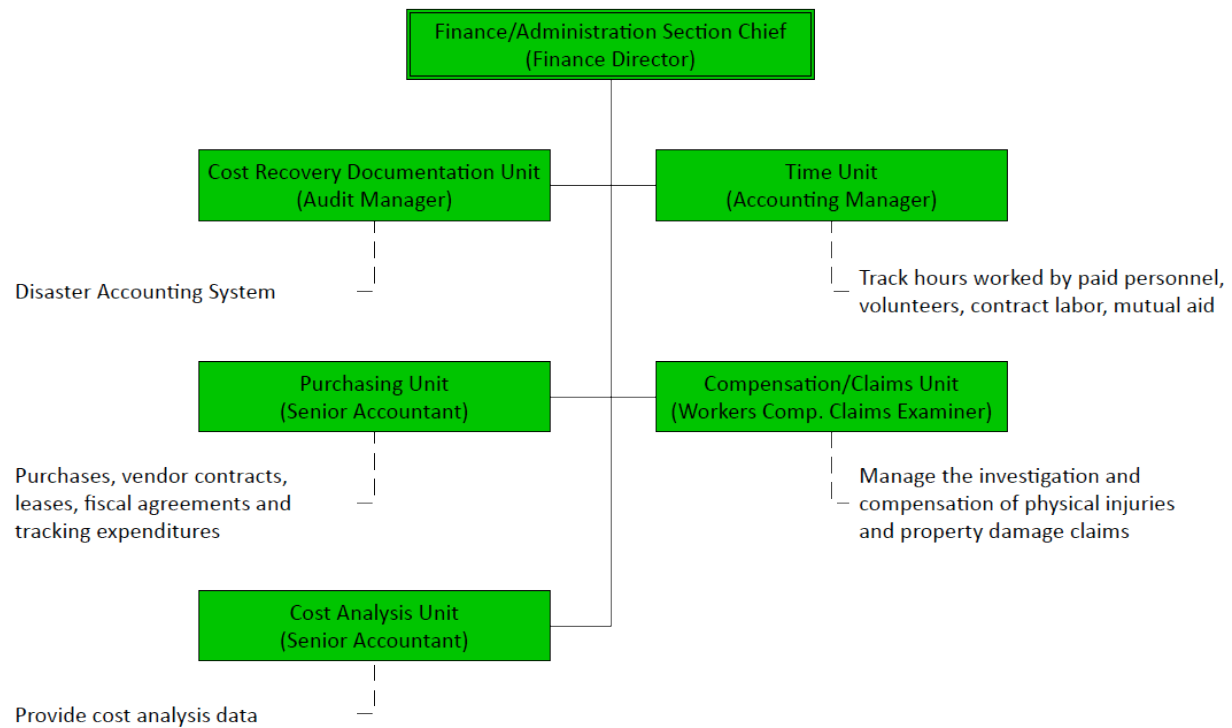 Finance/Administration Section Chief
(Finance Director)
Cost Recovery Documentation Unit
(Audit Manager)
Time Unit
(Accounting Manager)
Disaster Accounting System
Track hours worked by paid personnel,
volunteers, contract labor, mutual aid
Purchasing Unit
(Senior Accountant)
Compensation/Claims Unit
(Workers Comp. Claims Examiner)
Purchases, vendor contracts,
leases, fiscal agreements and
tracking expenditures
Manage the investigation and
compensation of physical injuries
and property damage claims
Cost Analysis Unit
(Senior Accountant)
Provide cost analysis data